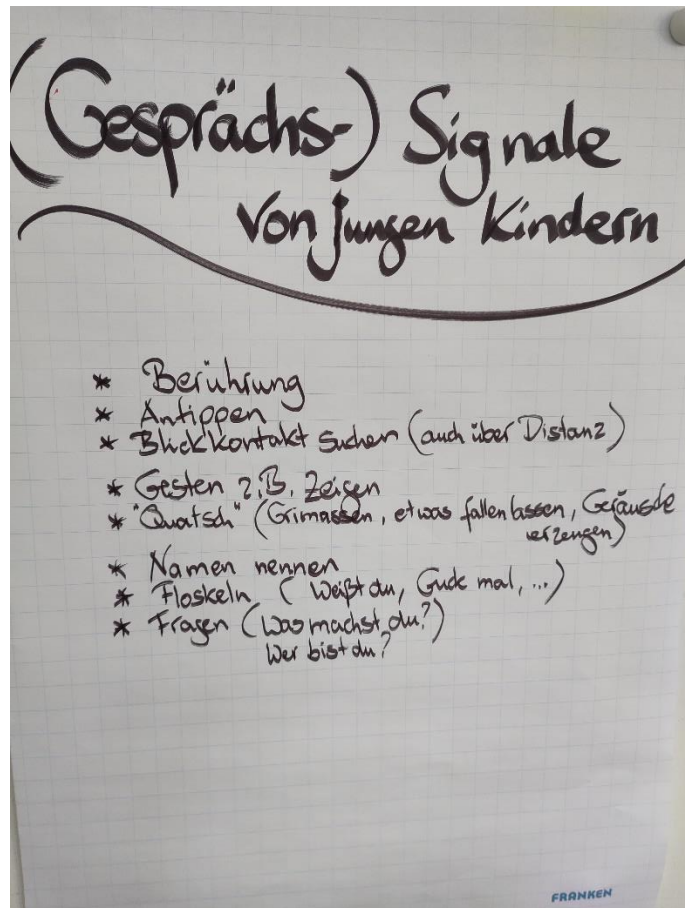 (Gesprächs-) Signale
von jungen Kindern
* Berührung
* Antippen
* Blickkontakt suchen (auch über Distanz)
* Gesten z.B. Zeigen
* "Quatsch" (Grimassen, etwas fallen lassen, Geräusche
erzeugen)
* Namen nennen
* Floskeln (Weißt du, Gucke mal, ...)
* Fragen (Was machst du?)
Wer bist du?
FRANKEN